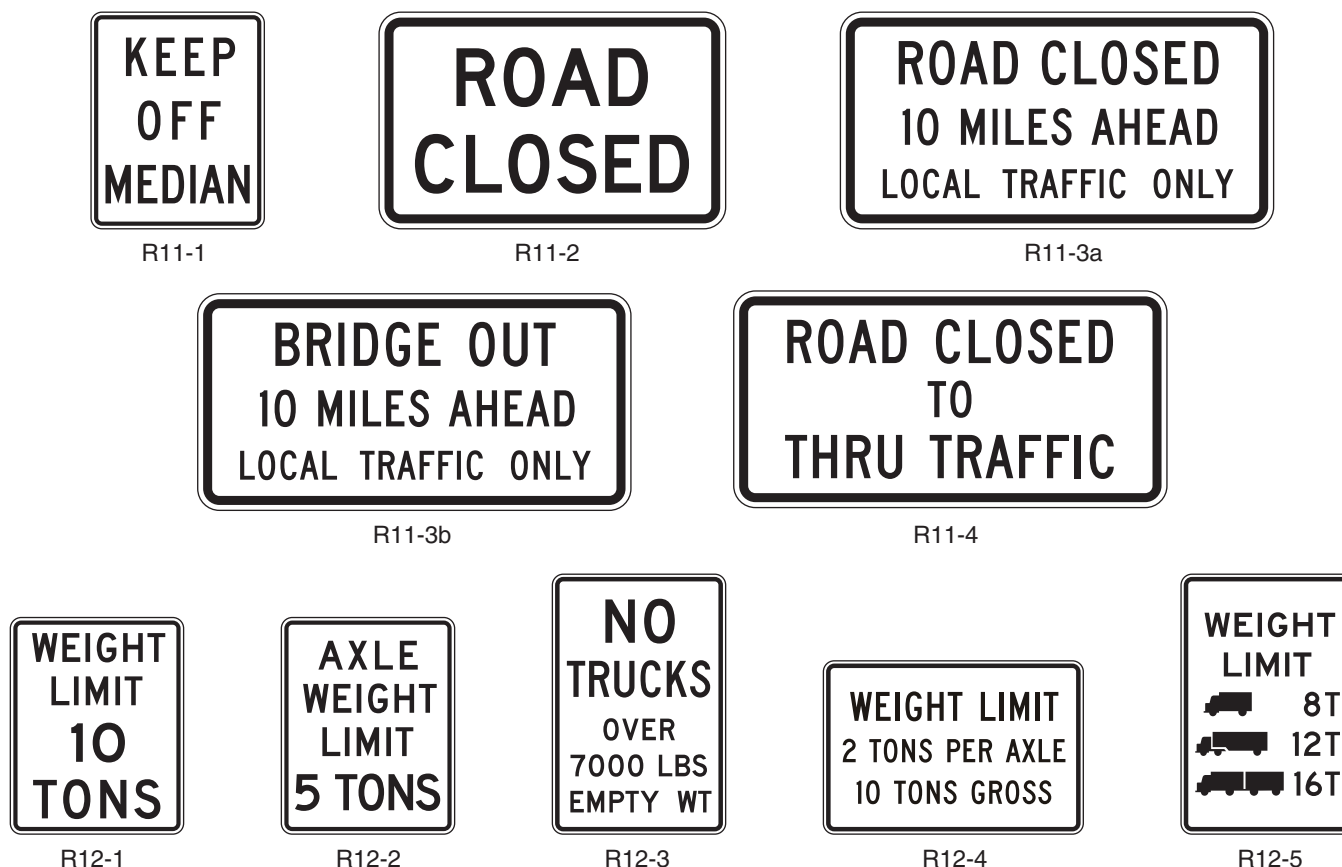 KEEP
OFF
MEDIAN
R11-1
ROAD
CLOSED
R11-2
ROAD CLOSED
10 MILES AHEAD
LOCAL TRAFFIC ONLY
R11-3a
BRIDGE OUT
10 MILES AHEAD
LOCAL TRAFFIC ONLY
R11-3b
ROAD CLOSED
TO
THRU TRAFFIC
R11-4
WEIGHT
LIMIT
10
TONS
R12-1
AXLE
WEIGHT
LIMIT
5 TONS
R12-2
NO
TRUCKS
OVER
7000 LBS
EMPTY WT
R12-3
WEIGHT LIMIT
2 TONS PER AXLE
10 TONS GROSS
R12-4
WEIGHT
LIMIT
8T
12T
16T
R12-5